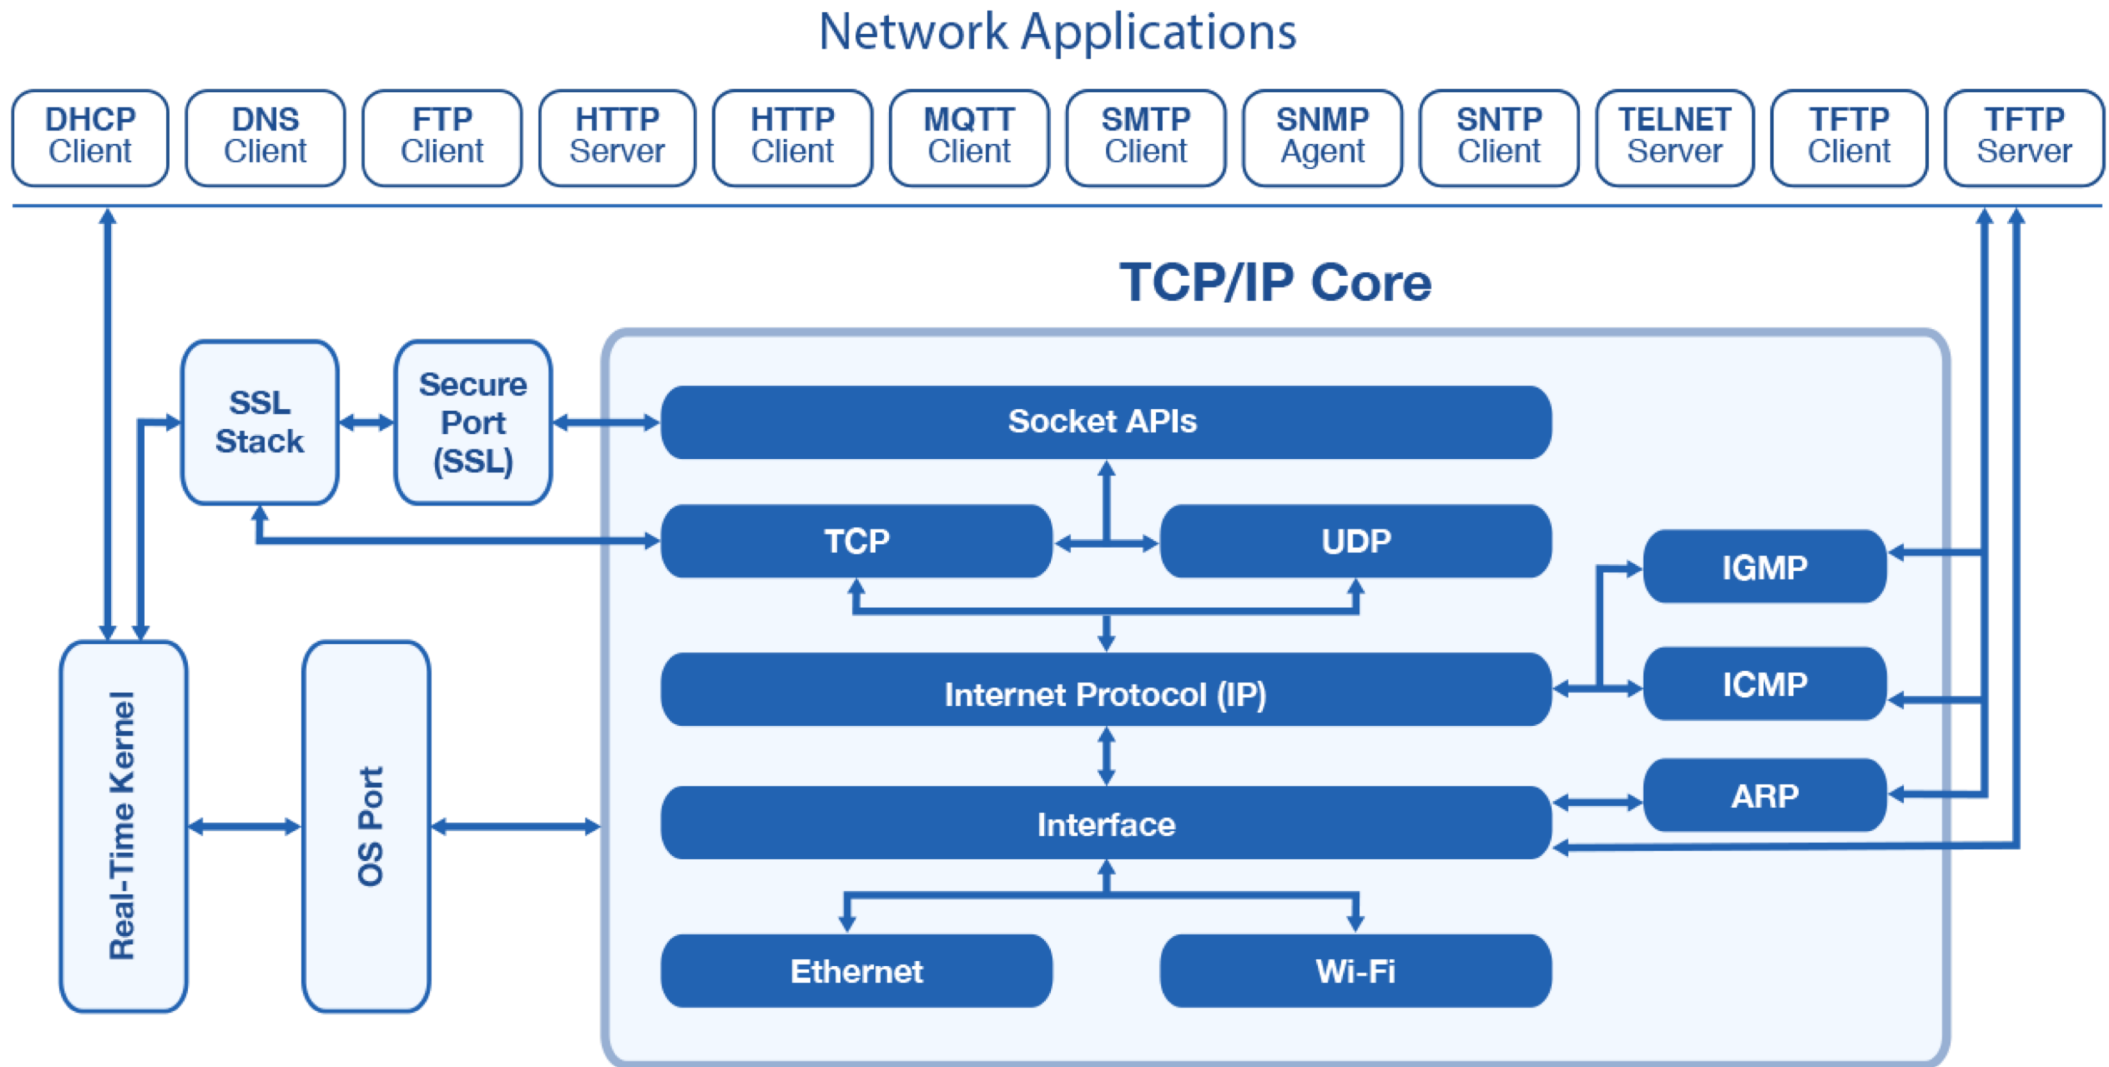 Network Applications
DHCP
Client
DNS
Client
FTP
Client
HTTP
Server
HTTP
Client
MQTT
Client
SMTP
Client
SNMP
Agent
SNTP
Client
TELNET
Server
TFTP
Client
TFTP
Server
TCP/IP Core
SSL
Stack
Secure
Port
(SSL)
Socket APIs
TCP
UDP
IGMP
Internet Protocol (IP)
ICMP
Real-Time Kernel
OS Port
Interface
ARP
Ethernet
Wi-Fi